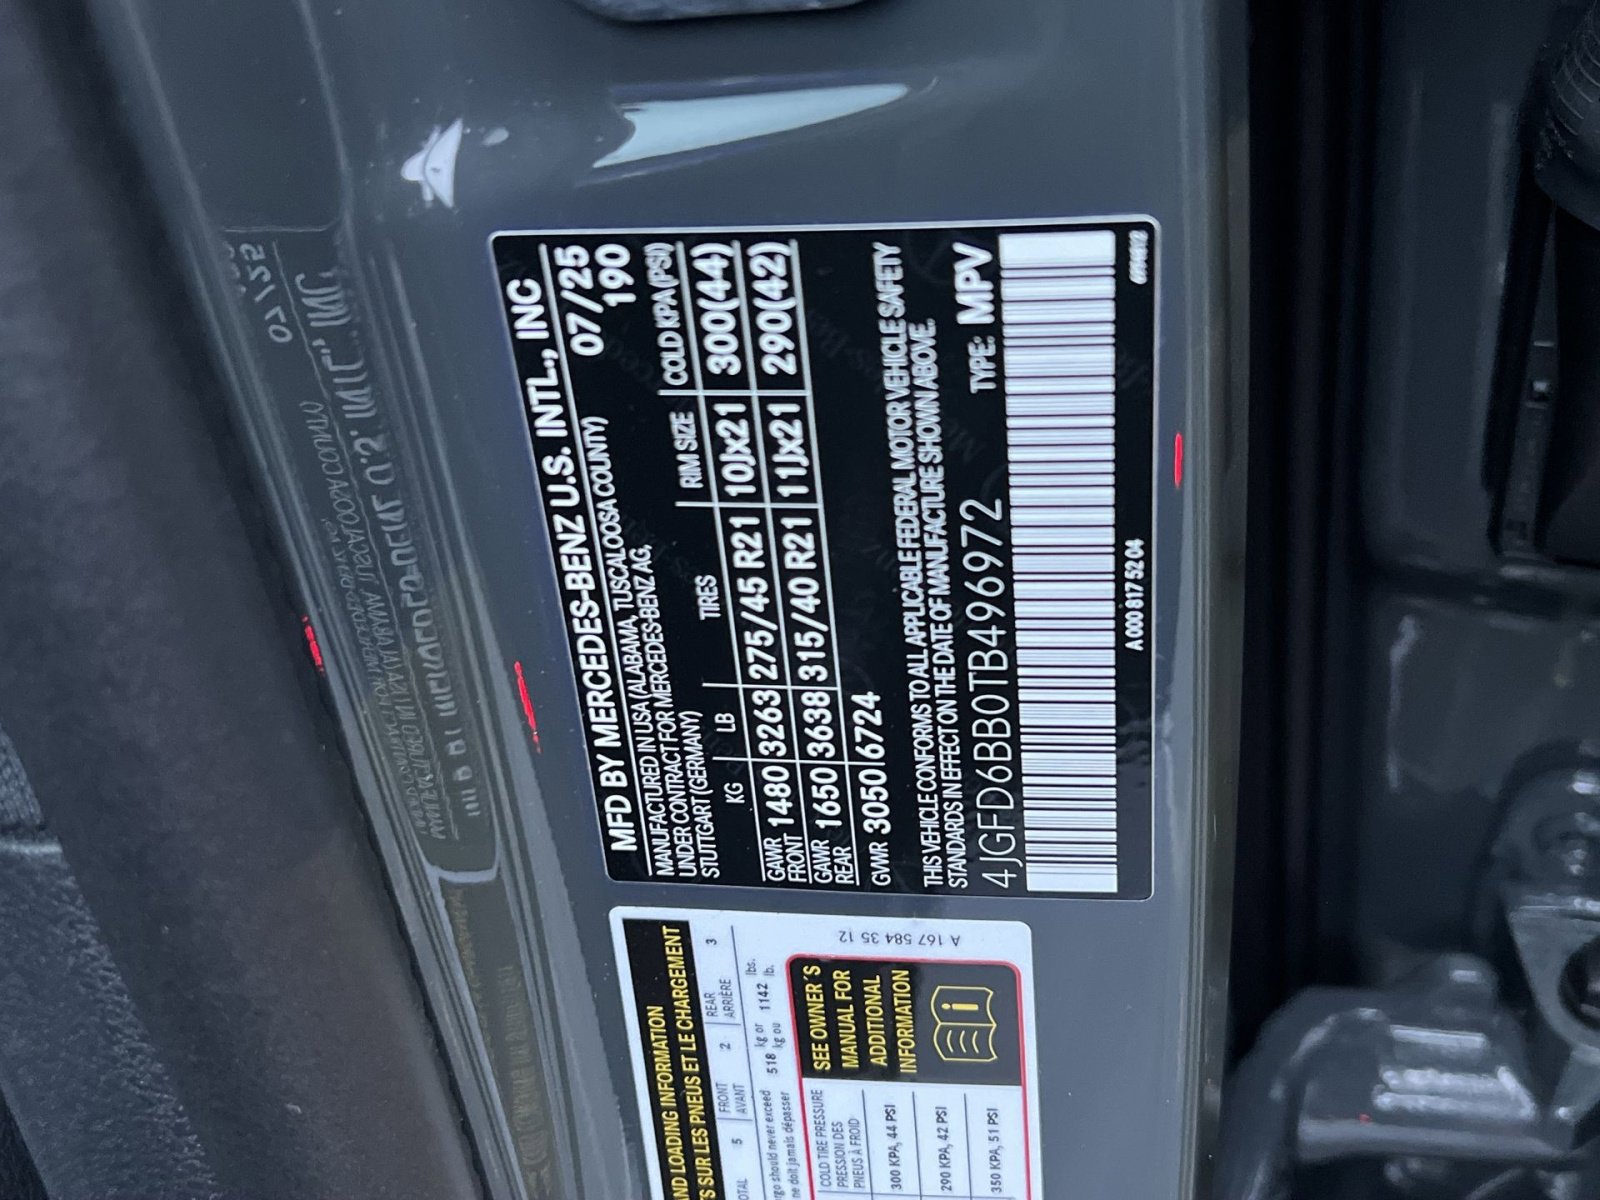 MFD BY MERCEDES-BENZ U.S. INTL., INC
MANUFACTURED IN USA (ALABAMA, TUSCALOOSA COUNTY) 07/25
UNDER CONTRACT FOR MERCEDES-BENZ AG, 190
STUTTGART (GERMANY)
KG LB TIRES RIM SIZE COLD KPA (PSI)
GAWR FRONT 1480 3263 275/45 R21 10Jx21 300(44)
GAWR REAR 1650 3638 315/40 R21 11Jx21 290(42)
GVWR 3050 6724
THIS VEHICLE CONFORMS TO ALL APPLICABLE FEDERAL MOTOR VEHICLE SAFETY
STANDARDS IN EFFECT ON THE DATE OF MANUFACTURE SHOWN ABOVE.
4JGFD6BB0TB496972 TYPE: MPV
A 000 817 52 04
AND LOADING INFORMATION
SUR LES PNEUS ET LE CHARGEMENT
5 FRONT 2 REAR 3
AVANT ARRIÈRE
should never exceed 518 kg or 1142 lbs.
ne doit jamais dépasser kg ou lb.
COLD TIRE PRESSURE
PRESSION DES
PNEUS À FROID
300 KPA, 44 PSI
290 KPA, 42 PSI
350 KPA, 51 PSI
SEE OWNER'S
MANUAL FOR
ADDITIONAL
INFORMATION
i
A 167 584 35 12